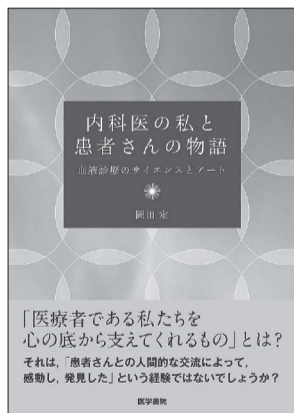 内科医の私と
患者さんの物語
血液診療のサイエンスとアート
岡田 定
「医療者である私たちを
心の底から支えてくれるもの」とは?
それは,「患者さんとの人間的な交流によって,
感動し,発見した」という経験ではないでしょうか?
医学書院